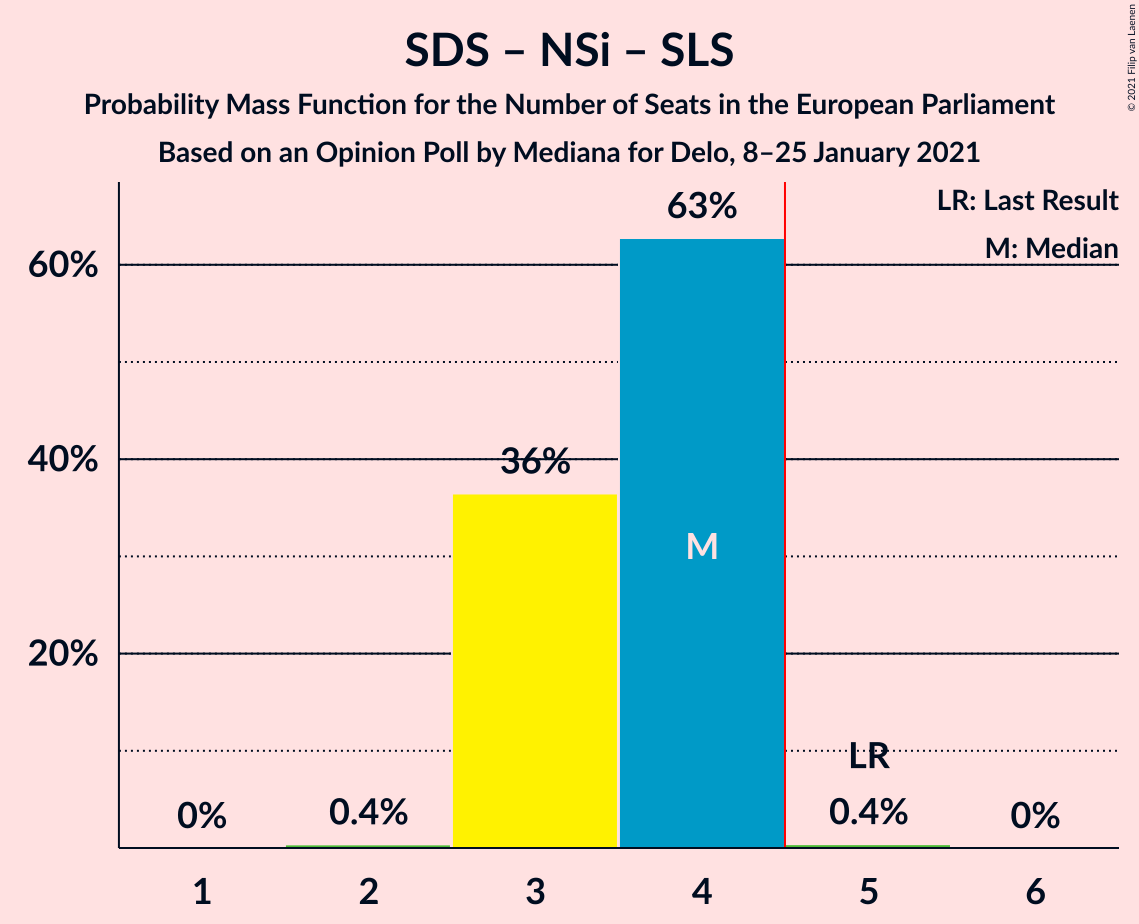 SDS – NSi – SLS
Probability Mass Function for the Number of Seats in the European Parliament
Based on an Opinion Poll by Mediana for Delo, 8–25 January 2021
© 2021 Filip van Laenen
LR: Last Result
M: Median
63%
60%
40%
36%
M
20%
LR
0%
0.4%
0.4%
0%
1
2
3
4
5
6